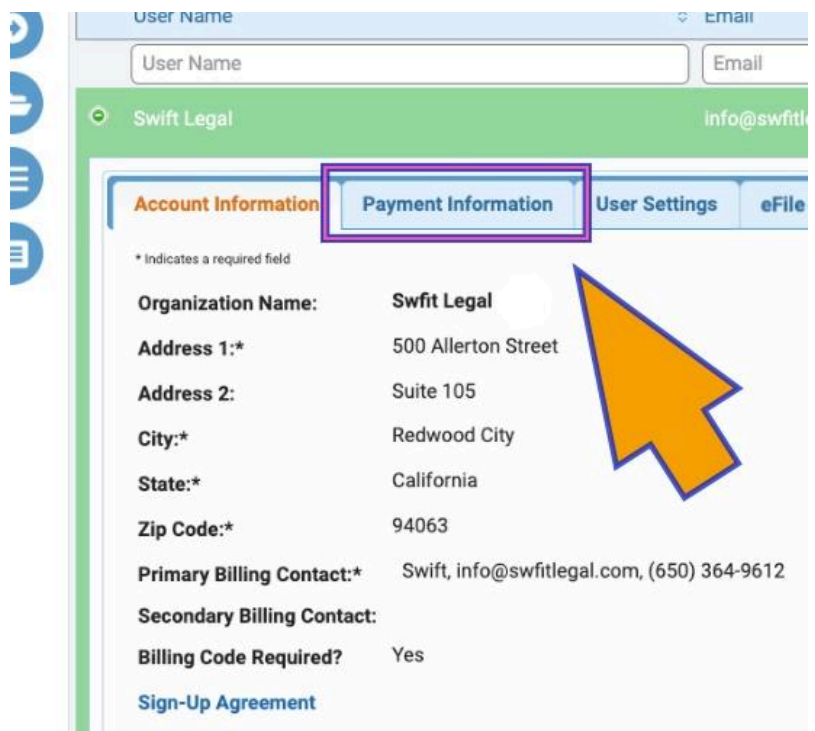 User Name Email
User Name Email
Swift Legal info@swfitl
Account Information Payment Information User Settings eFile
* Indicates a required field
Organization Name: Swfit Legal
Address 1:* 500 Allerton Street
Address 2: Suite 105
City:* Redwood City
State:* California
Zip Code:* 94063
Primary Billing Contact:* Swift, info@swfitlegal.com, (650) 364-9612
Secondary Billing Contact:
Billing Code Required? Yes
Sign-Up Agreement